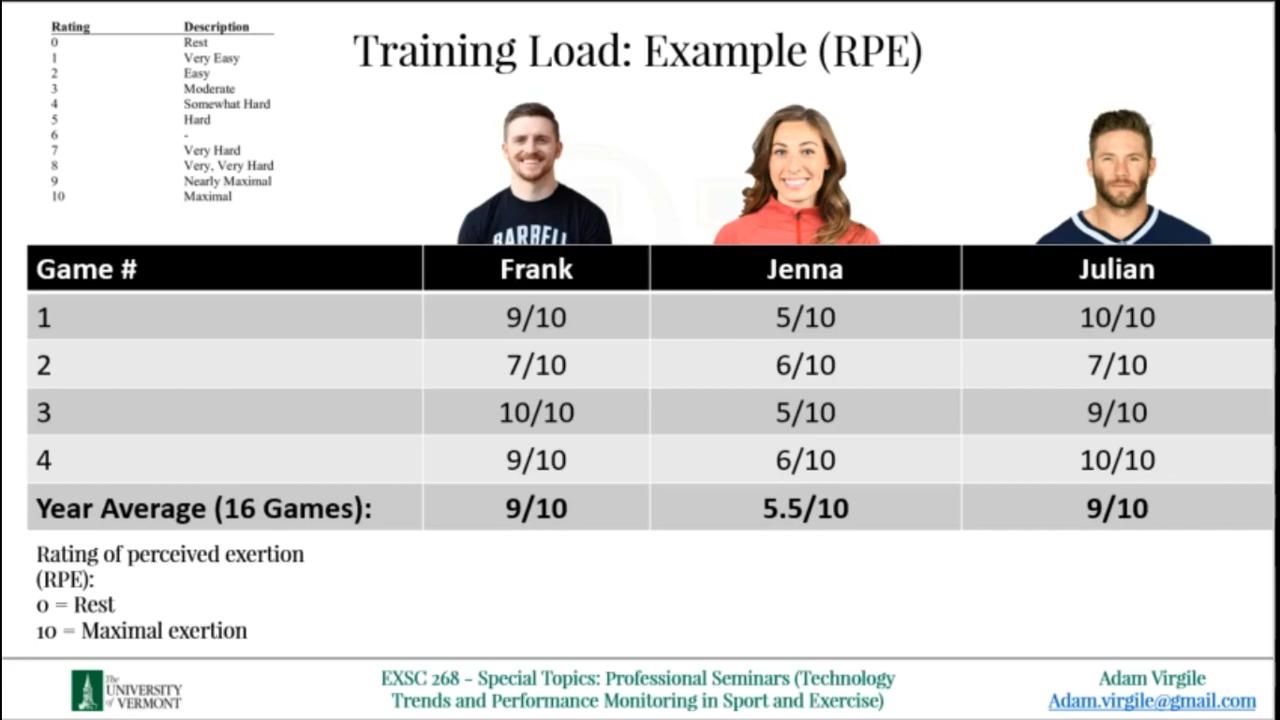 Rating Description
0 Rest
1 Very Easy
2 Easy
3 Moderate
4 Somewhat Hard
5 Hard
6 -
7 Very Hard
8 Very, Very Hard
9 Nearly Maximal
10 Maximal
Training Load: Example (RPE)
BARBELL
Game # Frank Jenna Julian
1 9/10 5/10 10/10
2 7/10 6/10 7/10
3 10/10 5/10 9/10
4 9/10 6/10 10/10
Year Average (16 Games): 9/10 5.5/10 9/10
Rating of perceived exertion
(RPE):
0 = Rest
10 = Maximal exertion
The
UNIVERSITY
of VERMONT
EXSC 268 – Special Topics: Professional Seminars (Technology
Trends and Performance Monitoring in Sport and Exercise)
Adam Virgile
Adam.virgile@gmail.com